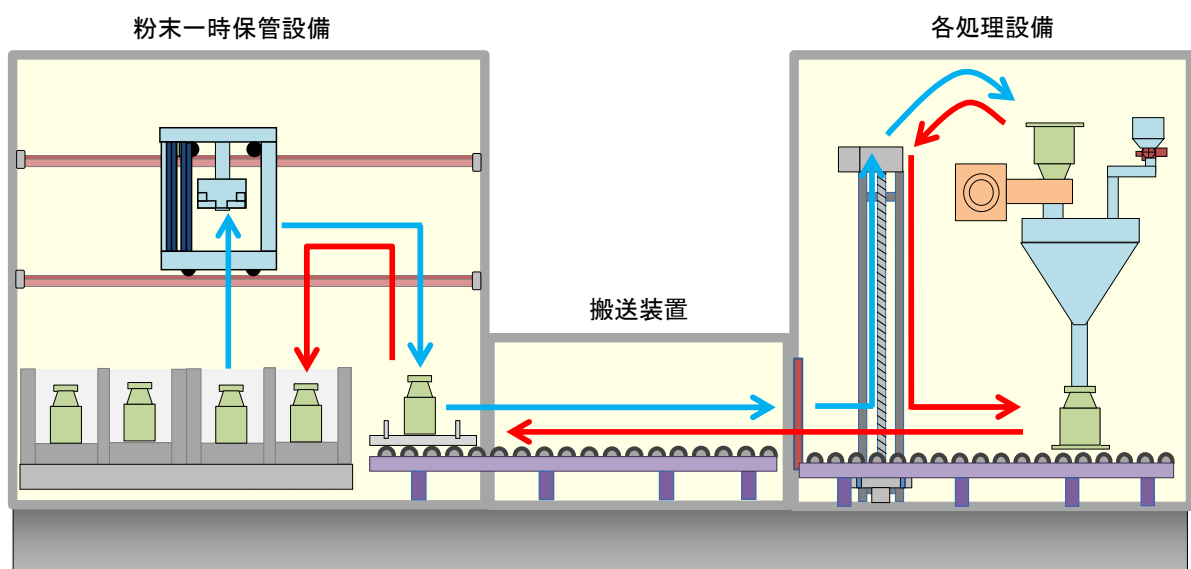 粉末一時保管設備
各処理設備
搬送装置